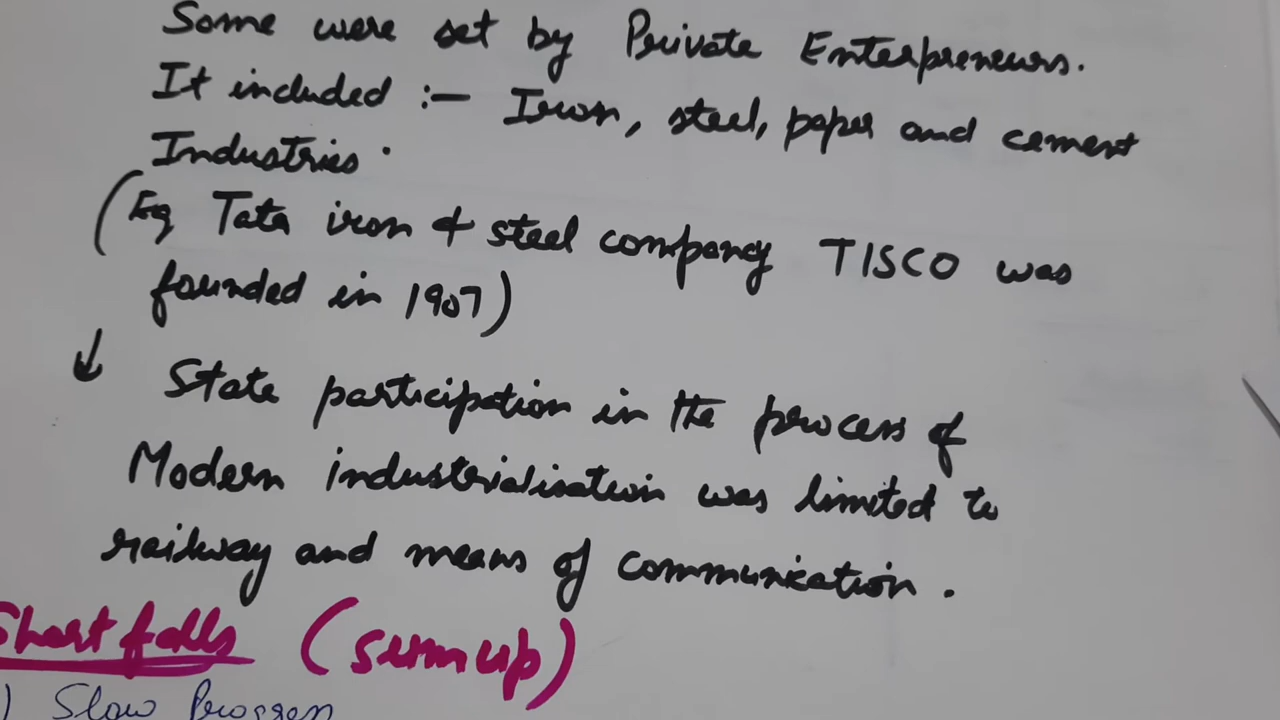 Some were set by Private Enterpreneurs.
It included :- Iron, steel, paper and cement
Industries.
(Eg Tata iron & steel company TISCO was
founded in 1907)
↓ State participation in the process of
Modern industrialisation was limited to
railway and means of communication.
Shortfalls (sum up)
) Slow Progress